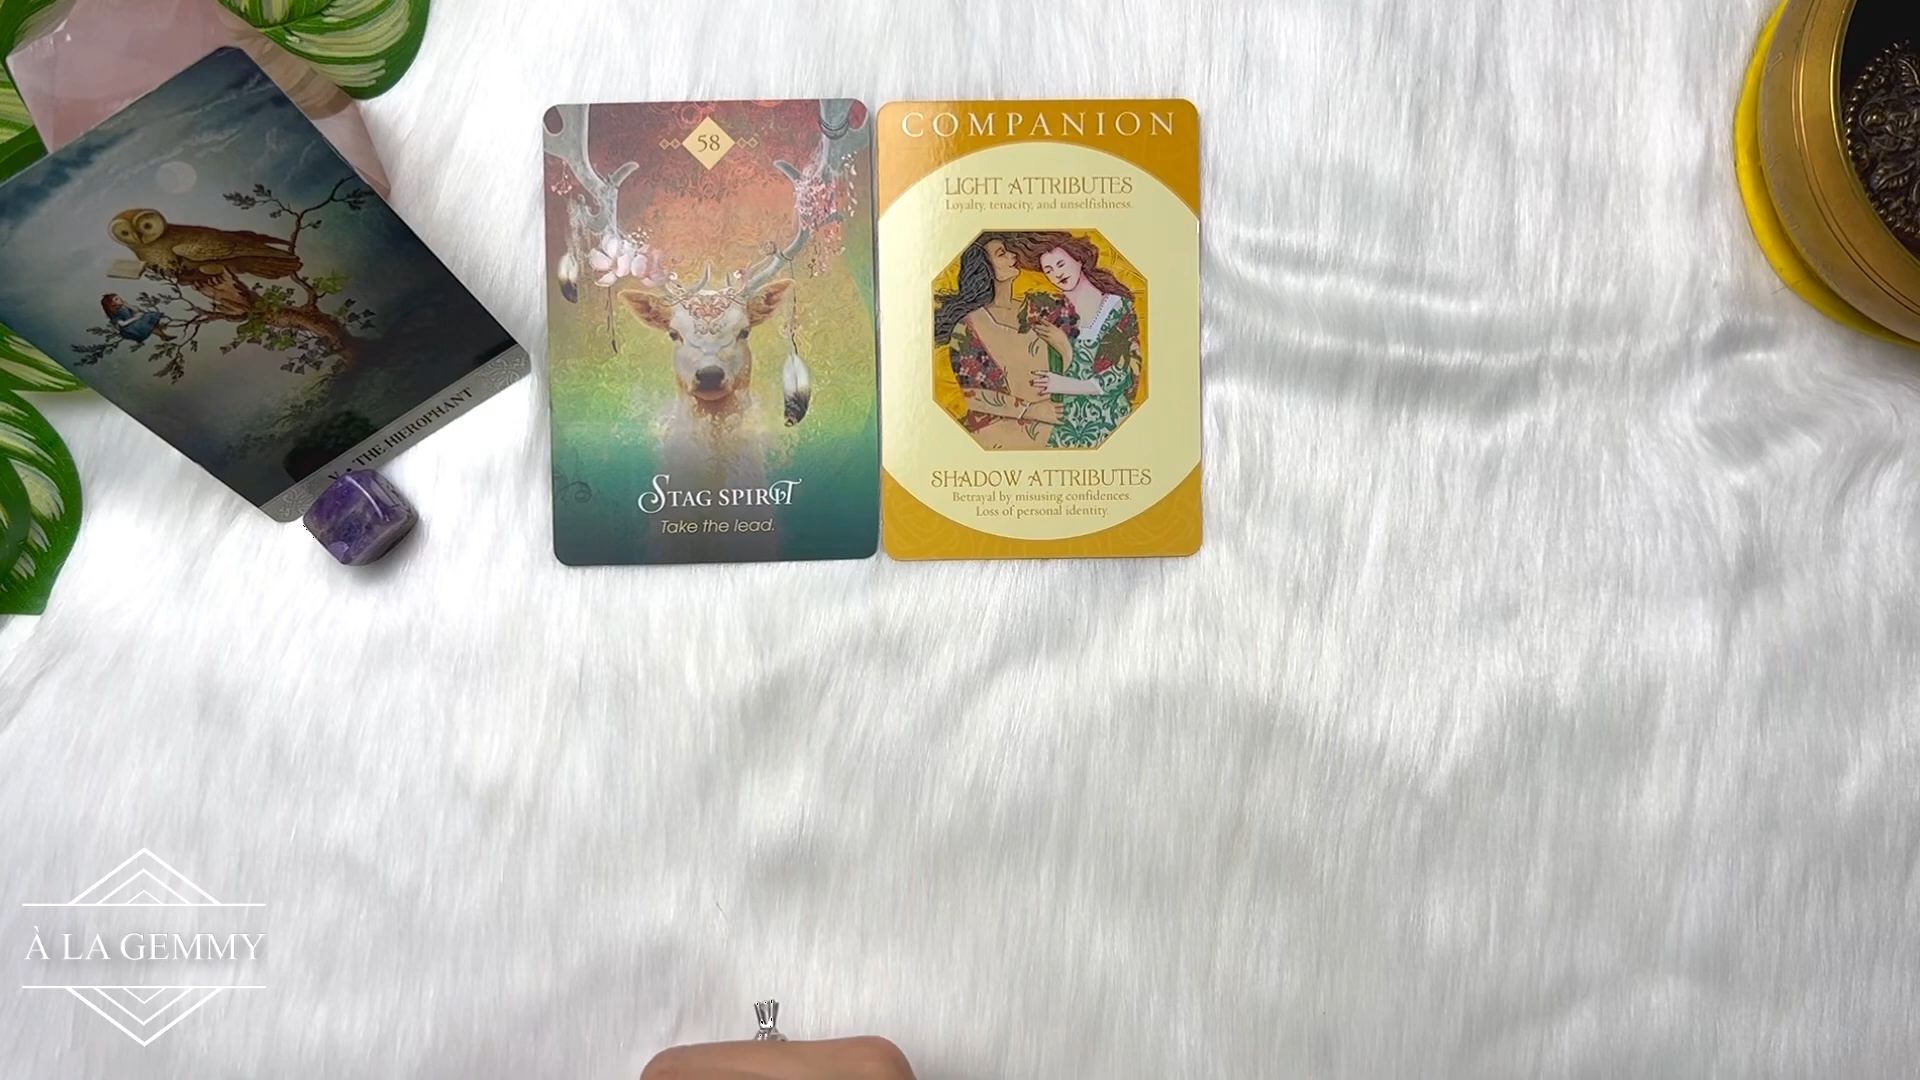 V • THE HIEROPHANT
58
STAG SPIRIT
Take the lead.
COMPANION
LIGHT ATTRIBUTES
Loyalty, tenacity, and unselfishness.
SHADOW ATTRIBUTES
Betrayal by misusing confidences.
Loss of personal identity.
À LA GEMMY